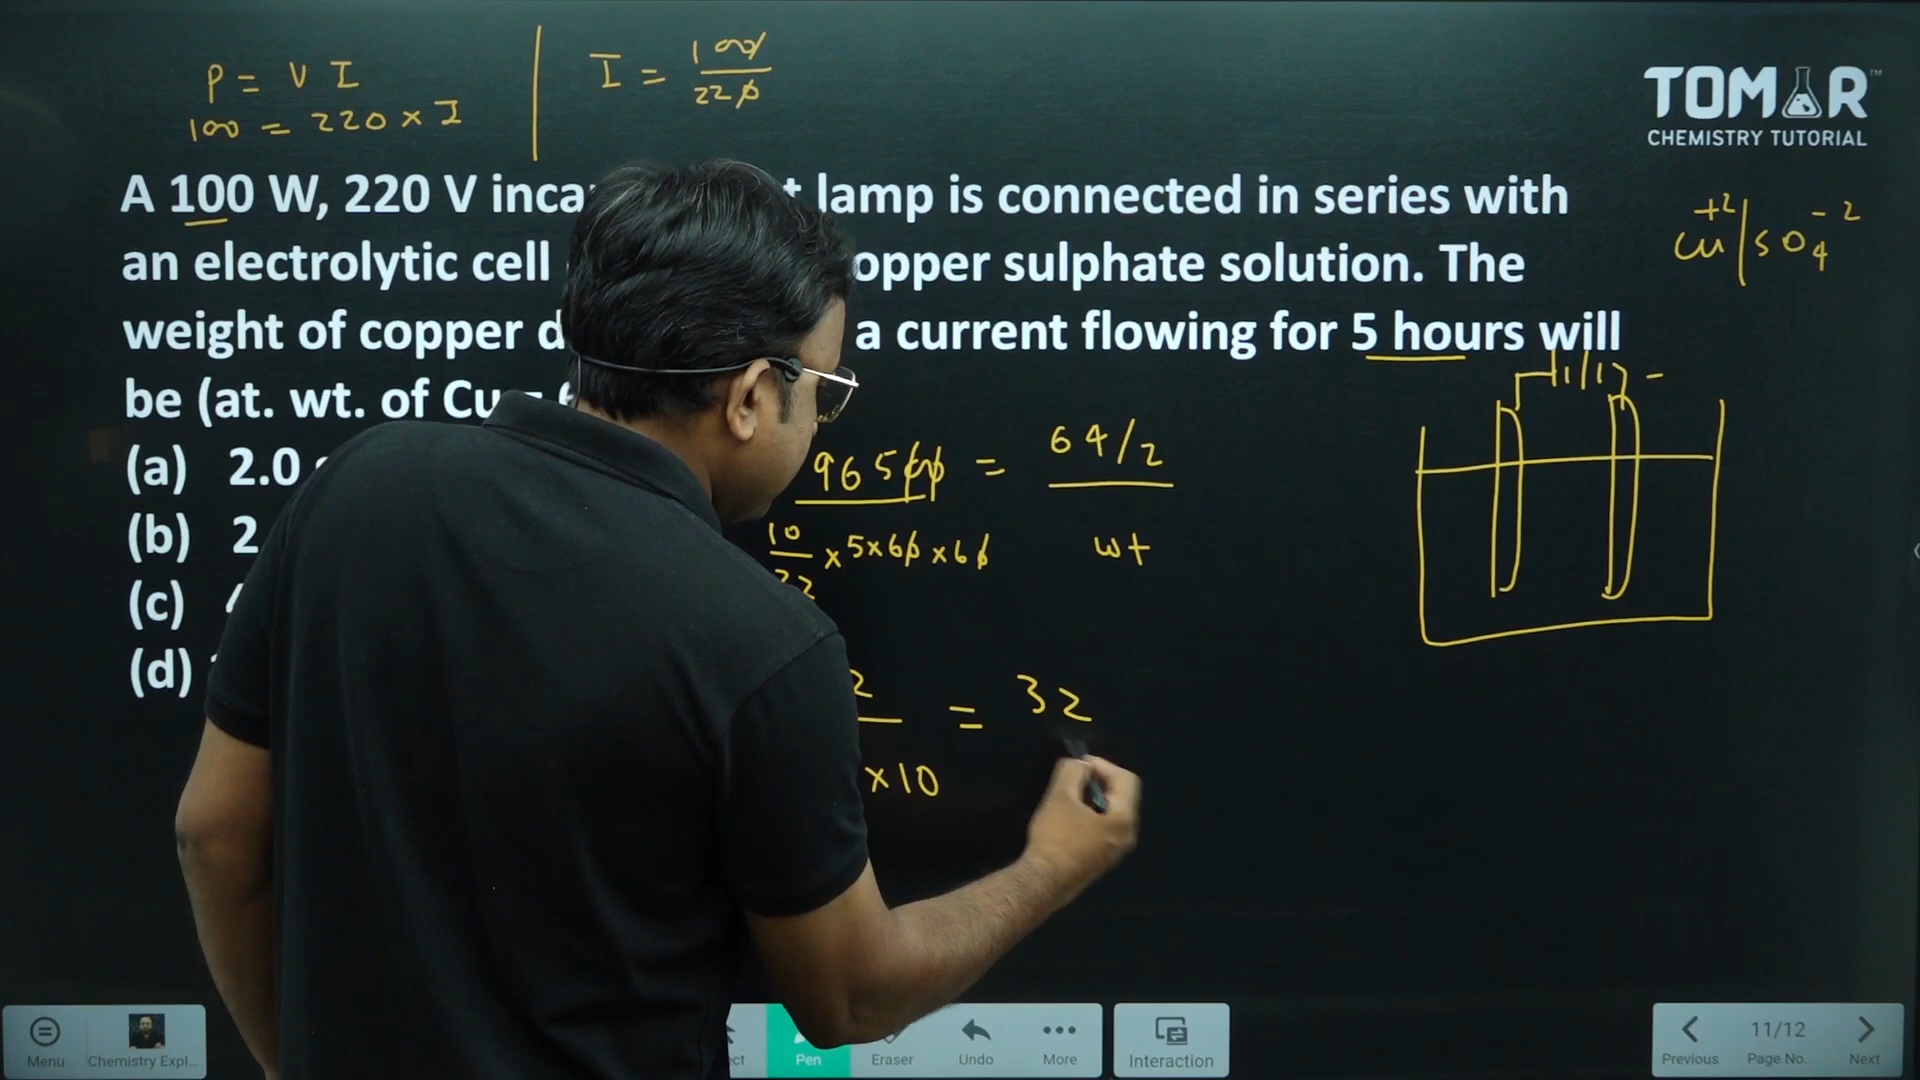 P = V I
100 = 220 × I
I = 100/220
TOMAR™
CHEMISTRY TUTORIAL
A 100 W, 220 V lamp is connected in series with
an electrolytic cell opper sulphate solution. The
weight of copper a current flowing for 5 hours will
be (at. wt. of Cu =
Cu+2 | SO4-2
(a) 2.0
(b) 2
(c)
(d)
96500 = 64/2
10/22 × 5×60×60 wt
2 = 32
×10
Menu
Chemistry Expl...
Pen
Eraser
Undo
More
Interaction
Previous
11/12
Page No.
Next